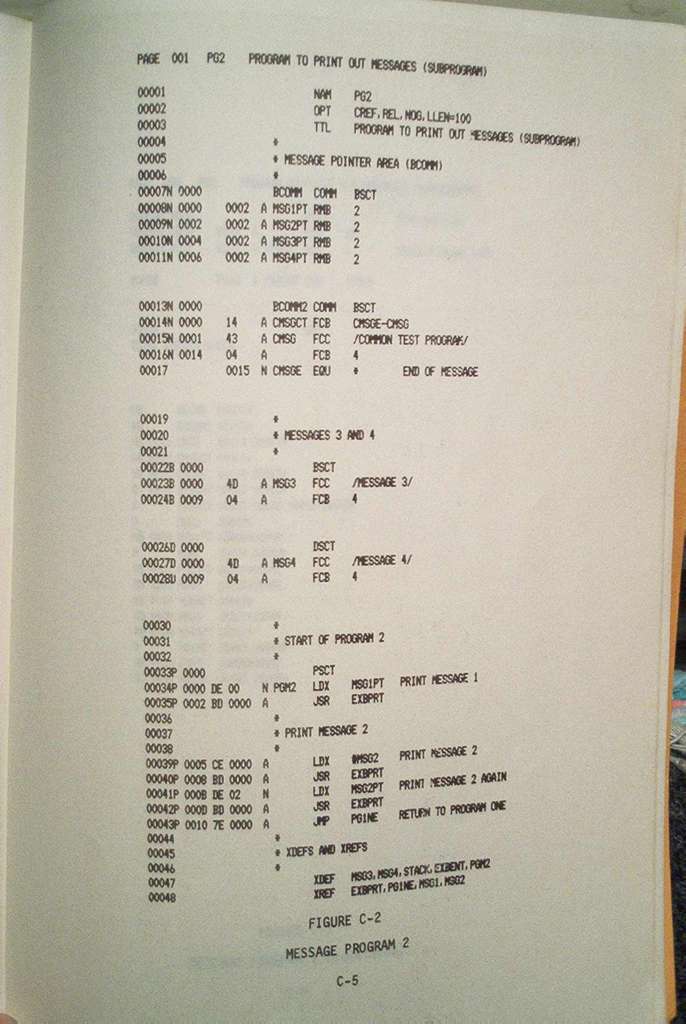 PAGE 001 PG2 PROGRAM TO PRINT OUT MESSAGES (SUBPROGRAM)
00001 NAM PG2
00002 OPT CREF,REL,NOG,LLEN=100
00003 TTL PROGRAM TO PRINT OUT MESSAGES (SUBPROGRAM)
00004 *
00005 * MESSAGE POINTER AREA (BCOMM)
00006 *
00007N 0000 BCOMM COMM BSCT
00008N 0000 0002 A MSG1PT RMB 2
00009N 0002 0002 A MSG2PT RMB 2
00010N 0004 0002 A MSG3PT RMB 2
00011N 0006 0002 A MSG4PT RMB 2
00013N 0000 BCOMM2 COMM BSCT
00014N 0000 14 A CMSGCT FCB CMSGE-CMSG
00015N 0001 43 A CMSG FCC /COMMON TEST PROGRAM/
00016N 0014 04 A FCB 4
00017 0015 N CMSGE EQU * END OF MESSAGE
00019 *
00020 * MESSAGES 3 AND 4
00021 *
00022B 0000 BSCT
00023B 0000 4D A MSG3 FCC /MESSAGE 3/
00024B 0009 04 A FCB 4
00026D 0000 DSCT
00027D 0000 4D A MSG4 FCC /MESSAGE 4/
00028D 0009 04 A FCB 4
00030 *
00031 * START OF PROGRAM 2
00032 *
00033P 0000 PSCT
00034P 0000 DE 00 N PGM2 LDX MSG1PT PRINT MESSAGE 1
00035P 0002 BD 0000 A JSR EXBPRT
00036 *
00037 * PRINT MESSAGE 2
00038 *
00039P 0005 CE 0000 A LDX #MSG2 PRINT MESSAGE 2
00040P 0008 BD 0000 A JSR EXBPRT
00041P 000B DE 02 N LDX MSG2PT PRINT MESSAGE 2 AGAIN
00042P 000D BD 0000 A JSR EXBPRT
00043P 0010 7E 0000 A JMP PG1NE RETURN TO PROGRAM ONE
00044 *
00045 * XDEFS AND XREFS
00046 *
00047 XDEF MSG3,MSG4,STACK,EXBENT,PGM2
00048 XREF EXBPRT,PG1NE,MSG1,MSG2
FIGURE C-2
MESSAGE PROGRAM 2
C-5